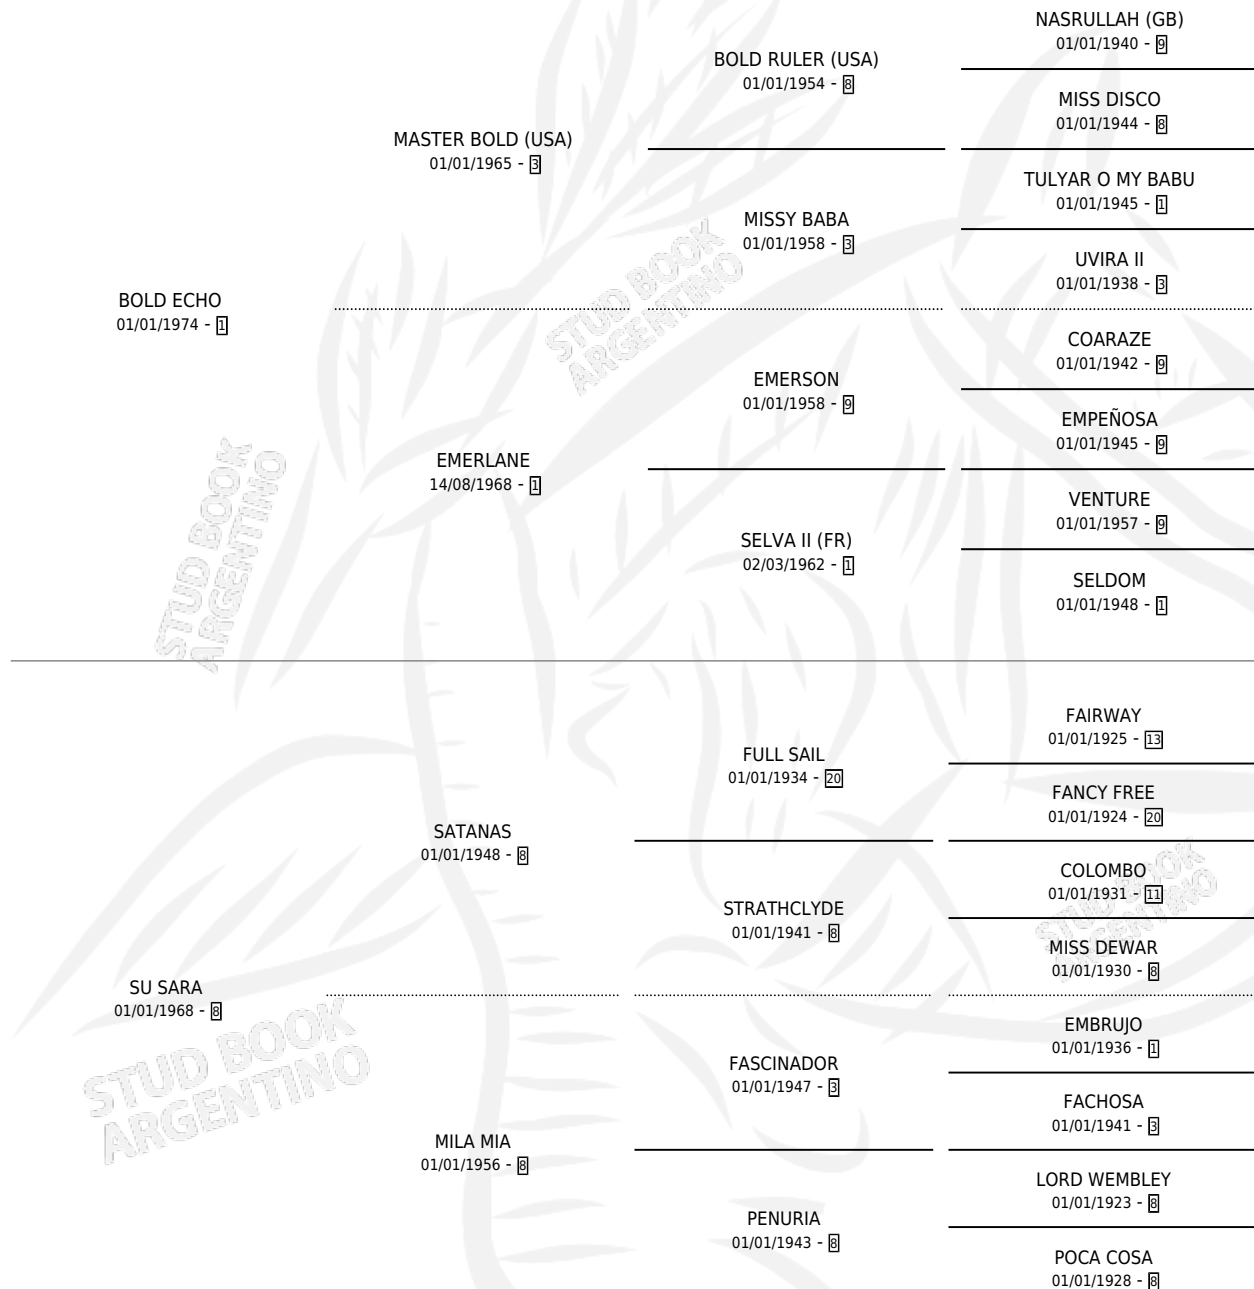 NASRULLAH (GB)
01/01/1940 - 9
BOLD RULER (USA)
01/01/1954 - 8
MISS DISCO
01/01/1944 - 8
MASTER BOLD (USA)
01/01/1965 - 3
TULYAR O MY BABU
01/01/1945 - 1
MISSY BABA
01/01/1958 - 3
UVIRA II
01/01/1938 - 3
BOLD ECHO
01/01/1974 - 1
COARAZE
01/01/1942 - 9
EMERSON
01/01/1958 - 9
EMPEÑOSA
01/01/1945 - 9
EMERLANE
14/08/1968 - 1
VENTURE
01/01/1957 - 9
SELVA II (FR)
02/03/1962 - 1
SELDOM
01/01/1948 - 1
FAIRWAY
01/01/1925 - 13
FULL SAIL
01/01/1934 - 20
FANCY FREE
01/01/1924 - 20
SATANAS
01/01/1948 - 8
COLOMBO
01/01/1931 - 11
STRATHCLYDE
01/01/1941 - 8
MISS DEWAR
01/01/1930 - 8
SU SARA
01/01/1968 - 8
EMBRUJO
01/01/1936 - 1
FASCINADOR
01/01/1947 - 3
FACHOSA
01/01/1941 - 3
MILA MIA
01/01/1956 - 8
LORD WEMBLEY
01/01/1923 - 8
PENURIA
01/01/1943 - 8
POCA COSA
01/01/1928 - 8
STUD BOOK
ARGENTINO
STUD BOOK
ARGENTINO
STUD BOOK
ARGENTINO
STUD BOOK
ARGENTINO